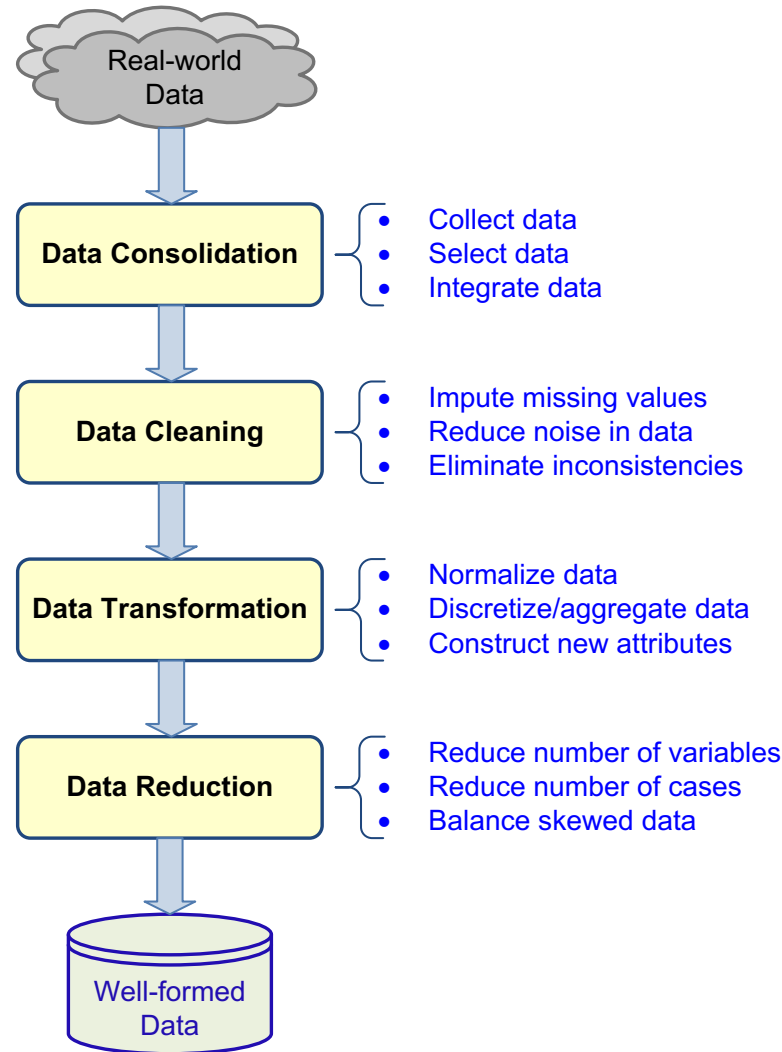 Real-world
Data
Data Consolidation
• Collect data
• Select data
• Integrate data
Data Cleaning
• Impute missing values
• Reduce noise in data
• Eliminate inconsistencies
Data Transformation
• Normalize data
• Discretize/aggregate data
• Construct new attributes
Data Reduction
• Reduce number of variables
• Reduce number of cases
• Balance skewed data
Well-formed
Data